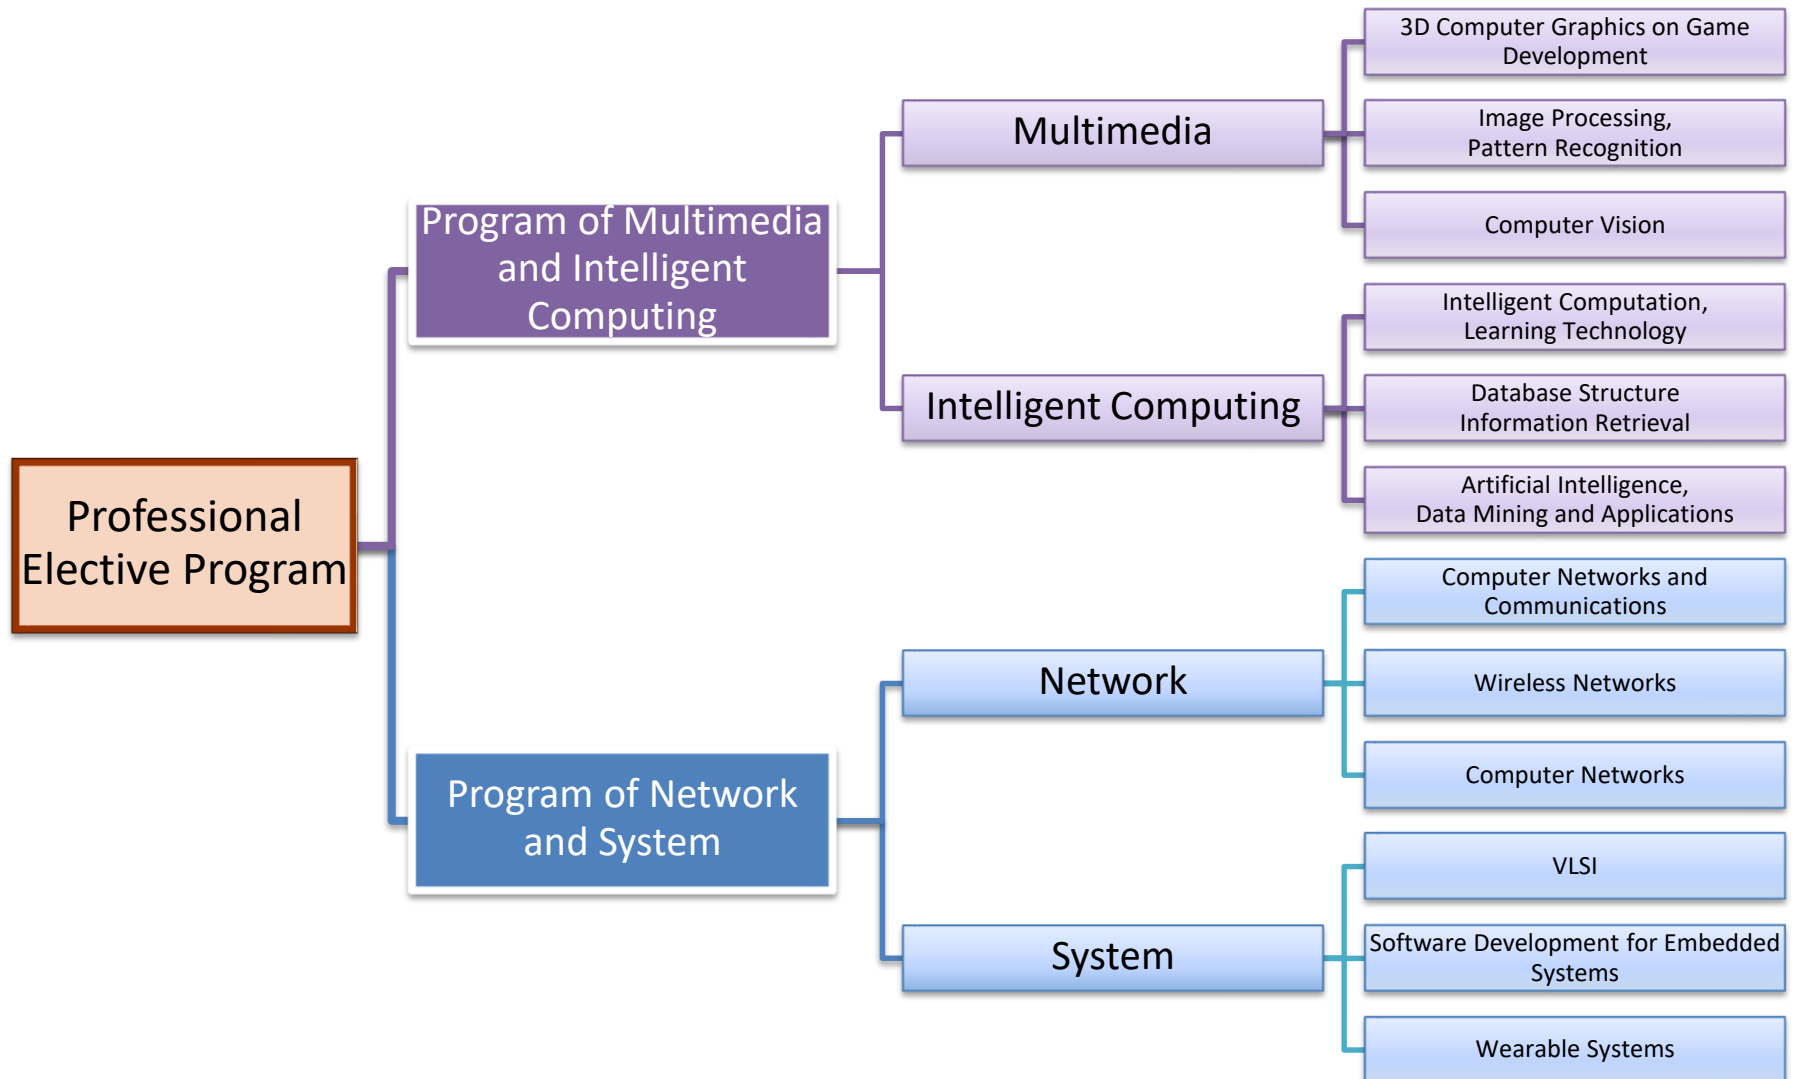 Professional
Elective Program
Program of Multimedia
and Intelligent
Computing
Multimedia
3D Computer Graphics on Game
Development
Image Processing,
Pattern Recognition
Computer Vision
Intelligent Computing
Intelligent Computation,
Learning Technology
Database Structure
Information Retrieval
Artificial Intelligence,
Data Mining and Applications
Program of Network
and System
Network
Computer Networks and
Communications
Wireless Networks
Computer Networks
System
VLSI
Software Development for Embedded
Systems
Wearable Systems